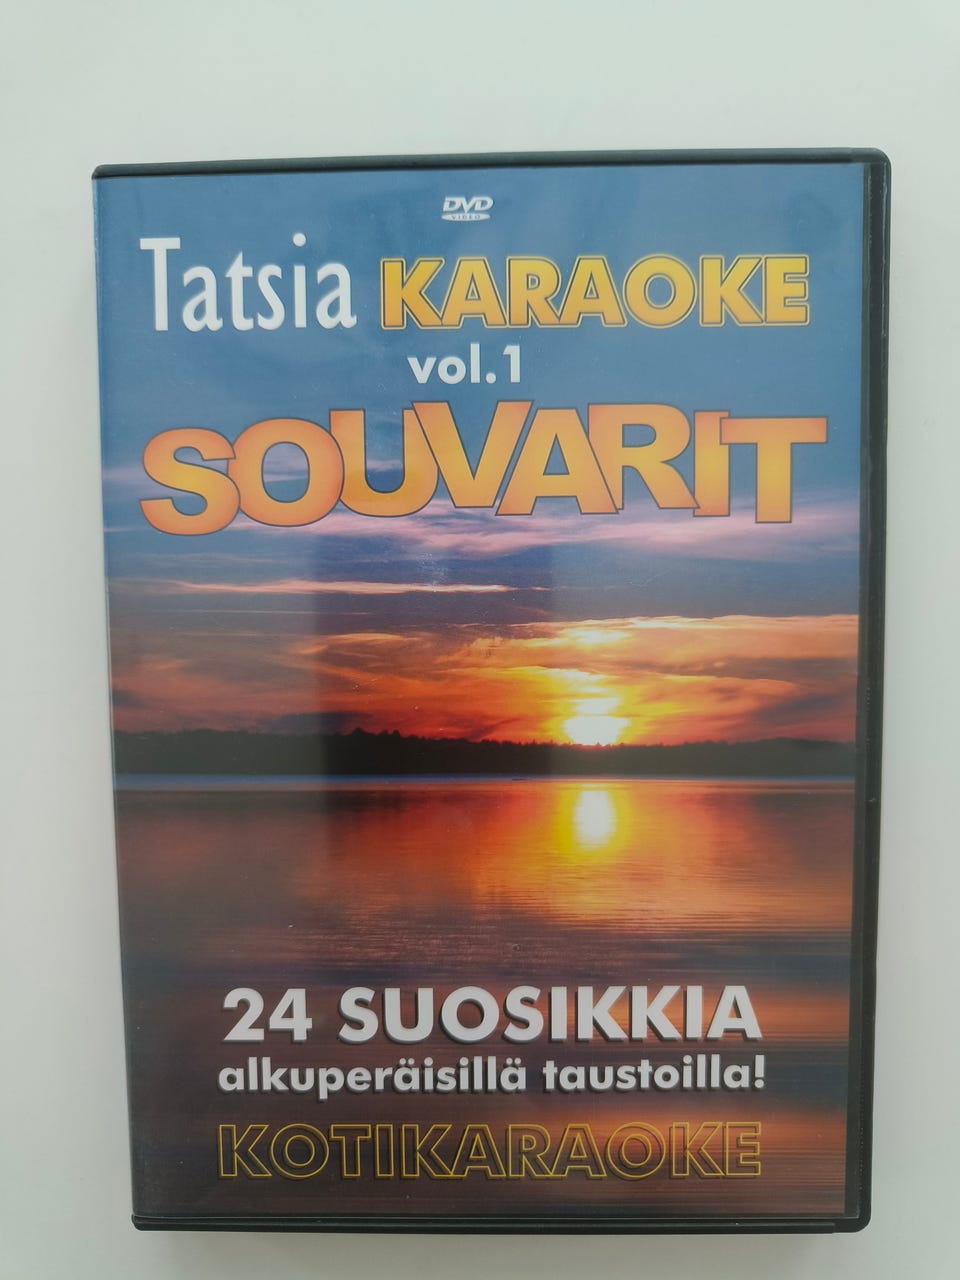 DVD
VIDEO
Tatsia KARAOKE
vol.1
SOUVARIT
24 SUOSIKKIA
alkuperäisillä taustoilla!
KOTIKARAOKE